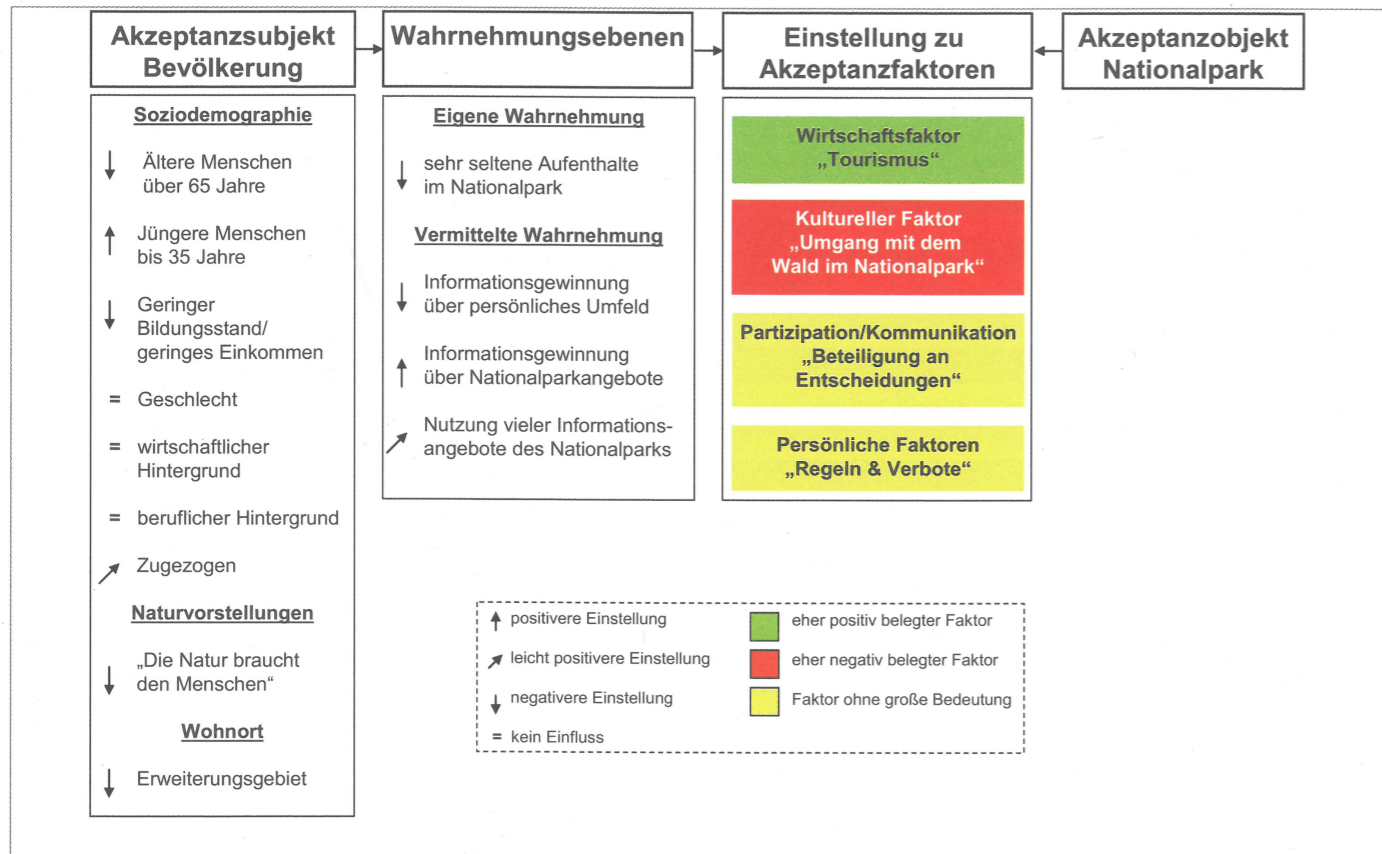 Akzeptanzsubjekt
Bevölkerung
Wahrnehmungsebenen
Einstellung zu
Akzeptanzfaktoren
Akzeptanzobjekt
Nationalpark
Soziodemographie
↓ Ältere Menschen
über 65 Jahre
↑ Jüngere Menschen
bis 35 Jahre
↓ Geringer
Bildungsstand/
geringes Einkommen
= Geschlecht
= wirtschaftlicher
Hintergrund
= beruflicher Hintergrund
↗ Zugezogen
Naturvorstellungen
↓ „Die Natur braucht
den Menschen“
Wohnort
↓ Erweiterungsgebiet
Eigene Wahrnehmung
↓ sehr seltene Aufenthalte
im Nationalpark
Vermittelte Wahrnehmung
↓ Informationsgewinnung
über persönliches Umfeld
↑ Informationsgewinnung
über Nationalparkangebote
↗ Nutzung vieler Informations-
angebote des Nationalparks
Wirtschaftsfaktor
„Tourismus“
Kultureller Faktor
„Umgang mit dem
Wald im Nationalpark“
Partizipation/Kommunikation
„Beteiligung an
Entscheidungen“
Persönliche Faktoren
„Regeln & Verbote“
↑ positivere Einstellung
↗ leicht positivere Einstellung
↓ negativere Einstellung
= kein Einfluss
eher positiv belegter Faktor
eher negativ belegter Faktor
Faktor ohne große Bedeutung